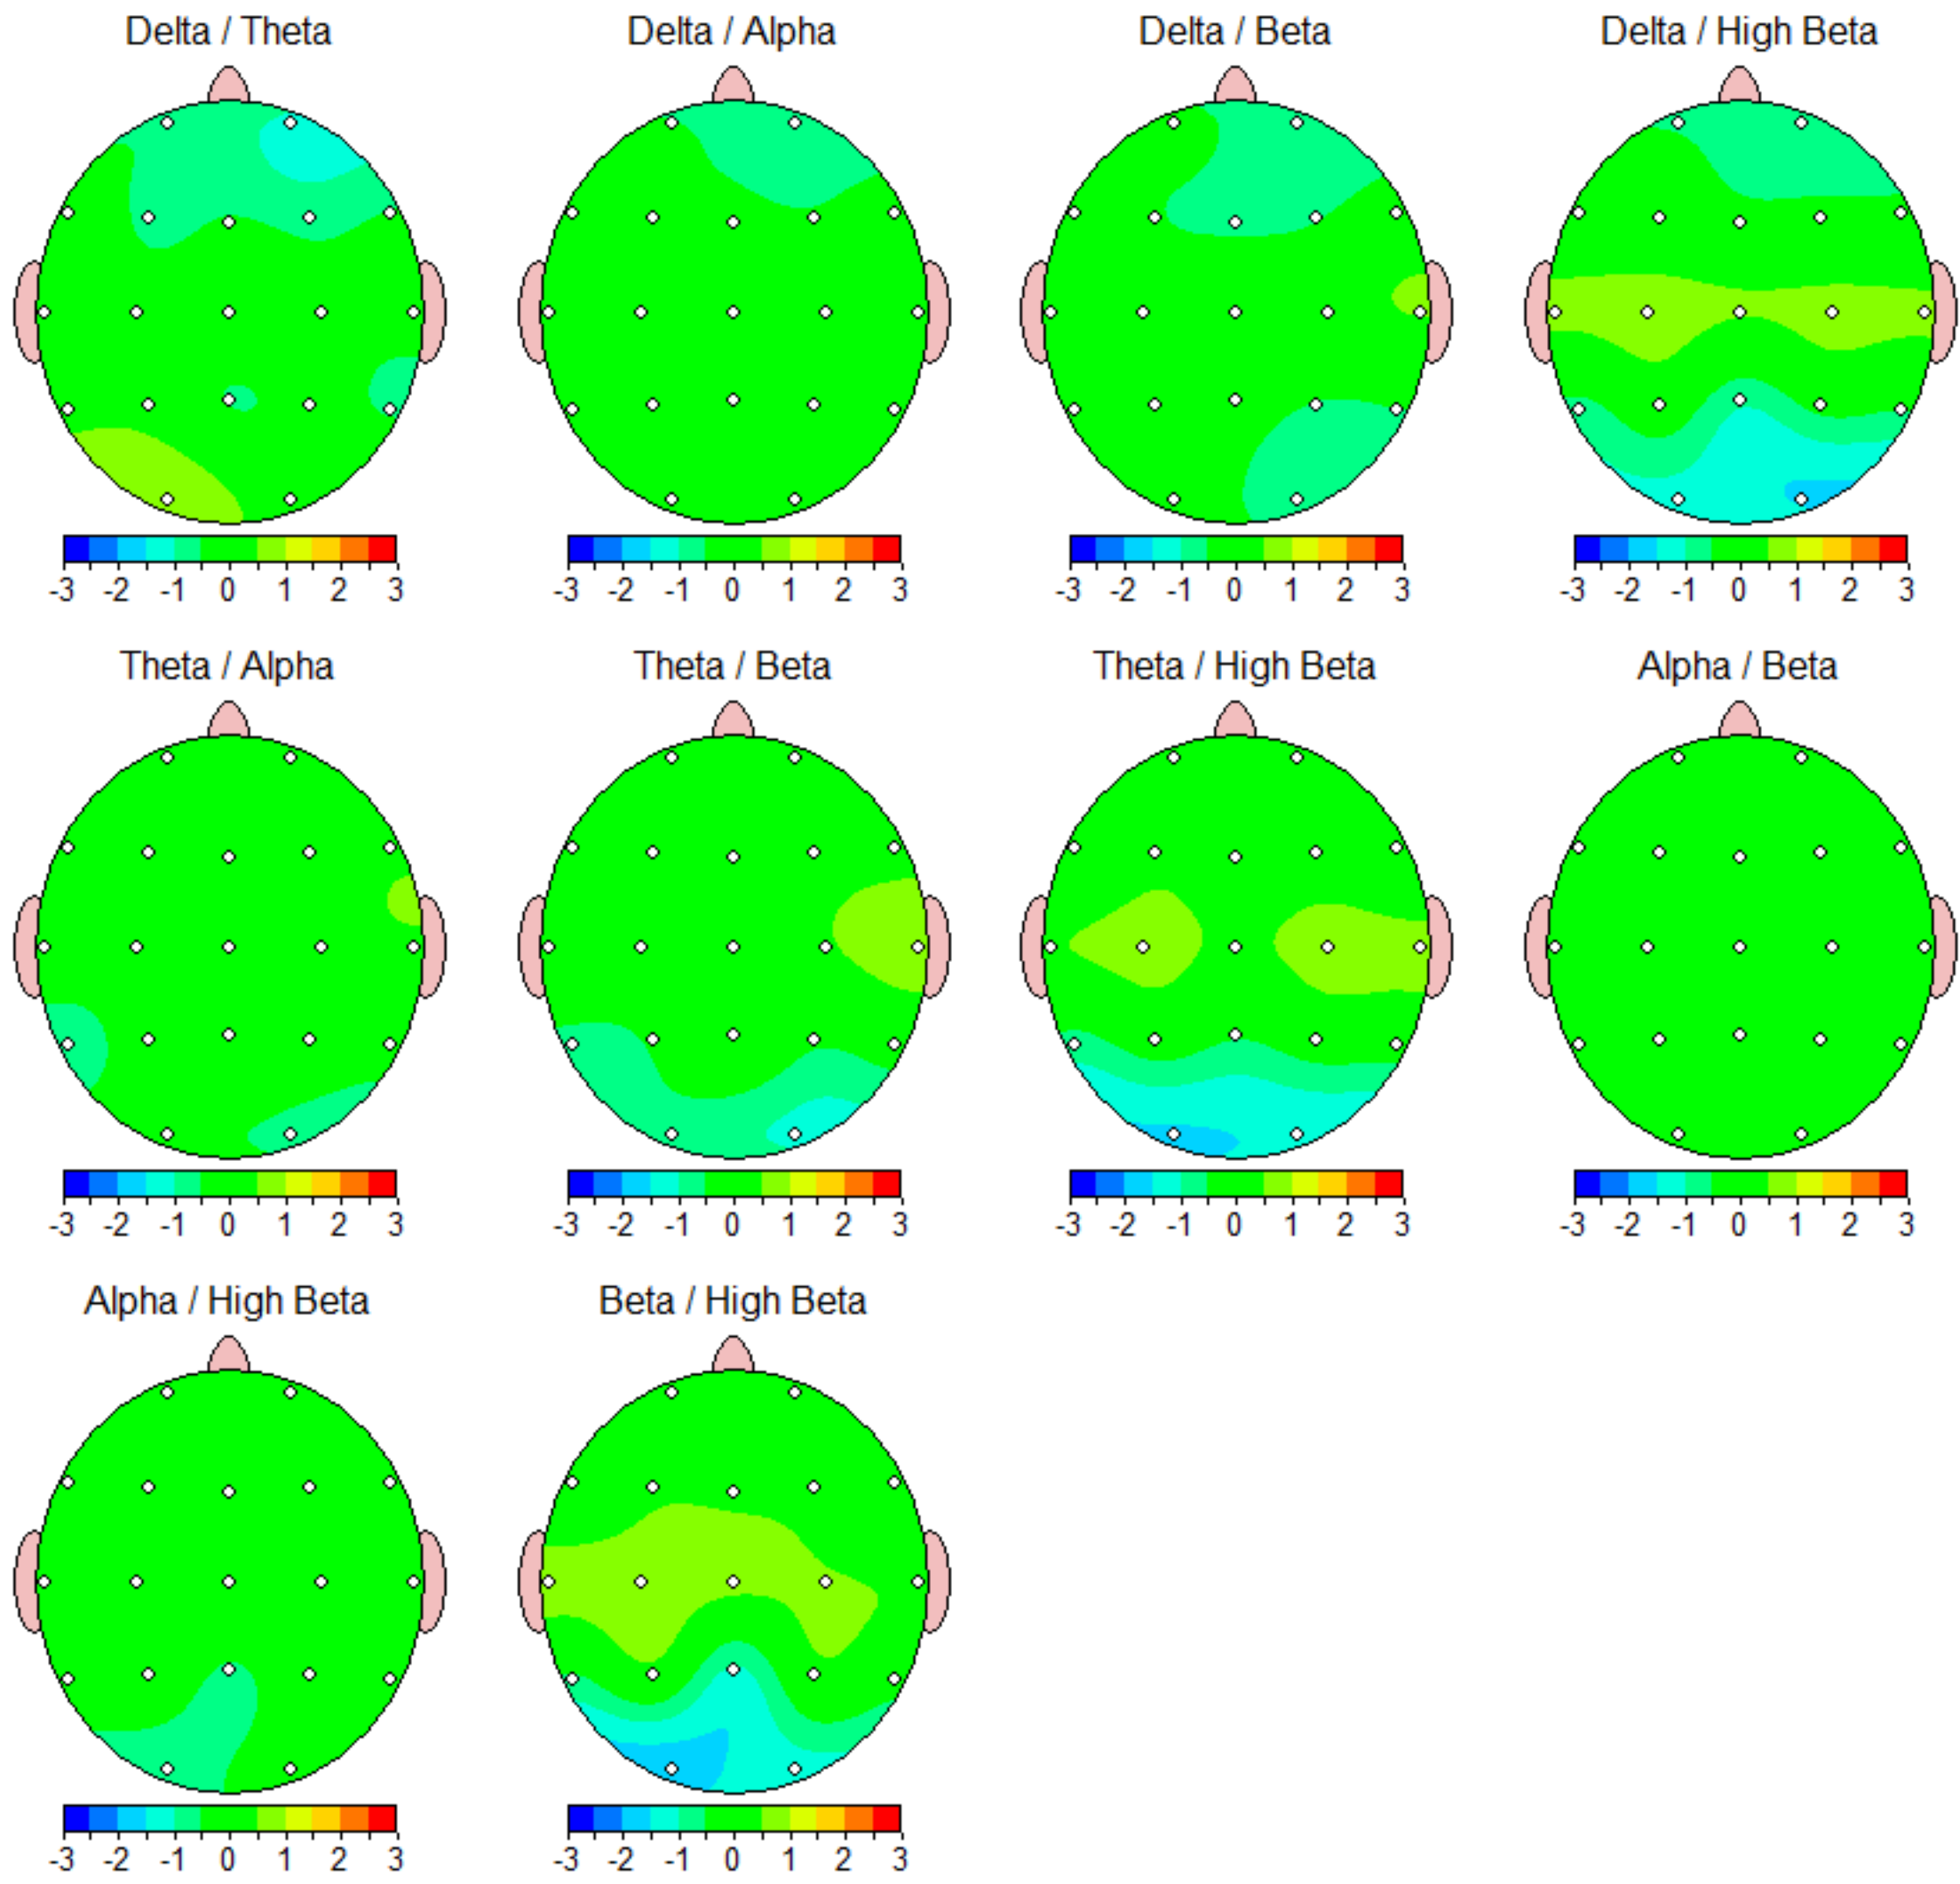 Delta / Theta Delta / Alpha Delta / Beta Delta / High Beta
-3 -2 -1 0 1 2 3 -3 -2 -1 0 1 2 3 -3 -2 -1 0 1 2 3 -3 -2 -1 0 1 2 3
Theta / Alpha Theta / Beta Theta / High Beta Alpha / Beta
-3 -2 -1 0 1 2 3 -3 -2 -1 0 1 2 3 -3 -2 -1 0 1 2 3 -3 -2 -1 0 1 2 3
Alpha / High Beta Beta / High Beta
-3 -2 -1 0 1 2 3 -3 -2 -1 0 1 2 3